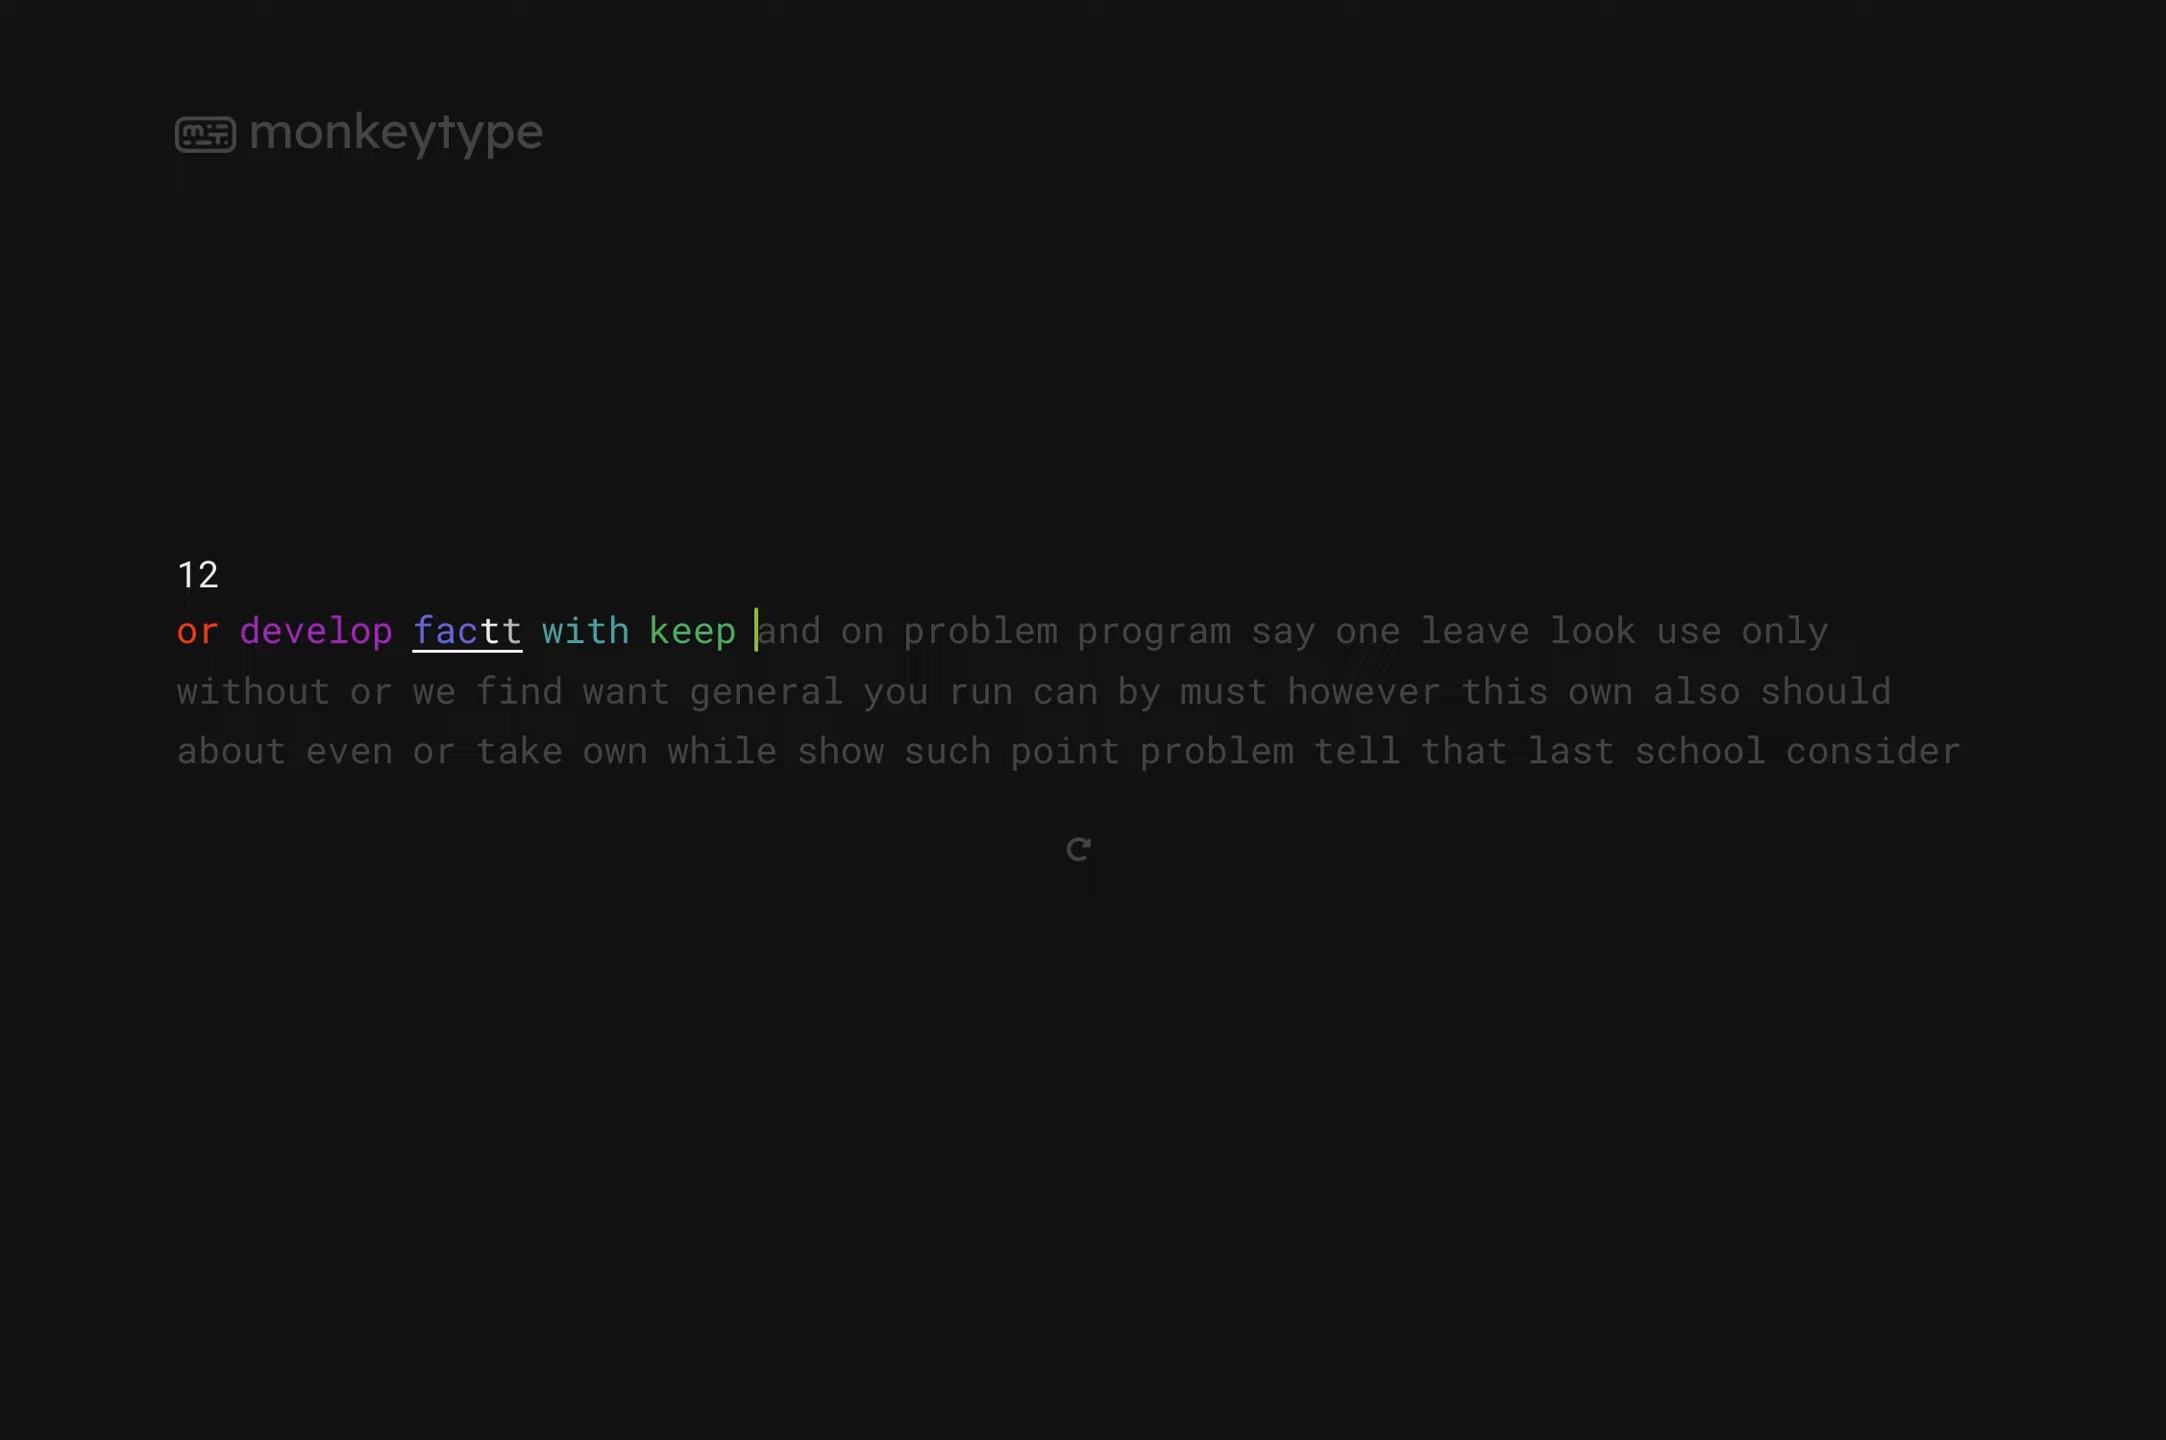 monkeytype
12
or develop factt with keep and on problem program say one leave look use only
without or we find want general you run can by must however this own also should
about even or take own while show such point problem tell that last school consider